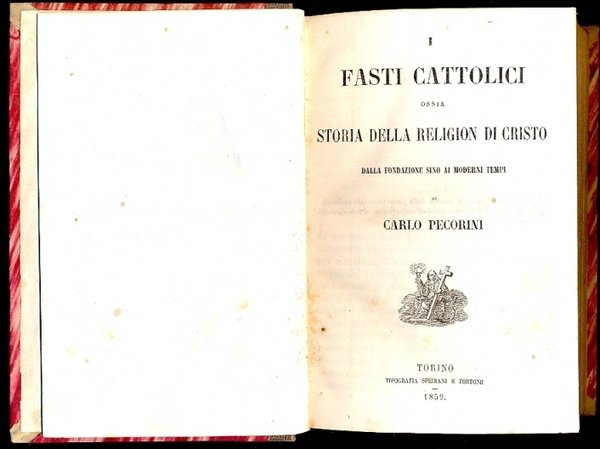 I
FASTI CATTOLICI
OSSIA
STORIA DELLA RELIGION DI CRISTO
DALLA FONDAZIONE SINO AI MODERNI TEMPI
DI
CARLO PECORINI
TORINO
TIPOGRAFIA SPEIRANI E TORTONE
1859.